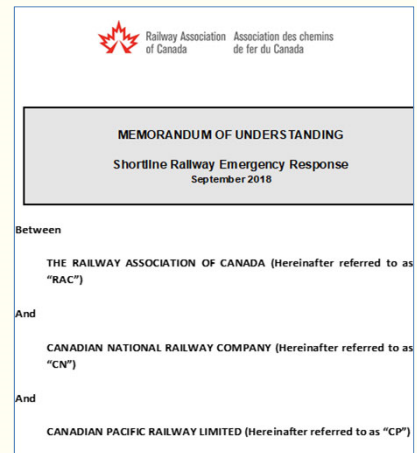 Railway Association Association des chemins
of Canada de fer du Canada
MEMORANDUM OF UNDERSTANDING
Shortline Railway Emergency Response
September 2018
Between
THE RAILWAY ASSOCIATION OF CANADA (Hereinafter referred to as
“RAC”)
And
CANADIAN NATIONAL RAILWAY COMPANY (Hereinafter referred to as
“CN”)
And
CANADIAN PACIFIC RAILWAY LIMITED (Hereinafter referred to as “CP”)